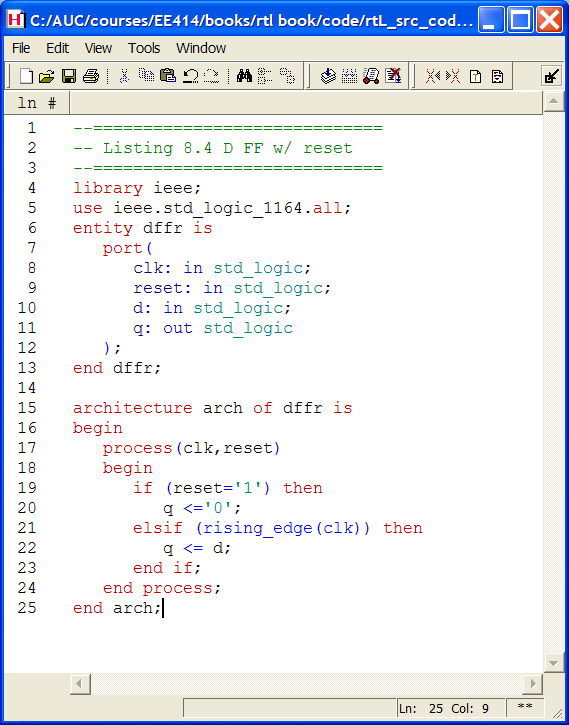 C:/AUC/courses/EE414/books/rtl book/code/rtL_src_cod...
File Edit View Tools Window
ln #
1 --=============================
2 -- Listing 8.4 D FF w/ reset
3 --=============================
4 library ieee;
5 use ieee.std_logic_1164.all;
6 entity dffr is
7 port(
8 clk: in std_logic;
9 reset: in std_logic;
10 d: in std_logic;
11 q: out std_logic
12 );
13 end dffr;
14
15 architecture arch of dffr is
16 begin
17 process(clk,reset)
18 begin
19 if (reset='1') then
20 q <='0';
21 elsif (rising_edge(clk)) then
22 q <= d;
23 end if;
24 end process;
25 end arch;
Ln: 25 Col: 9 **